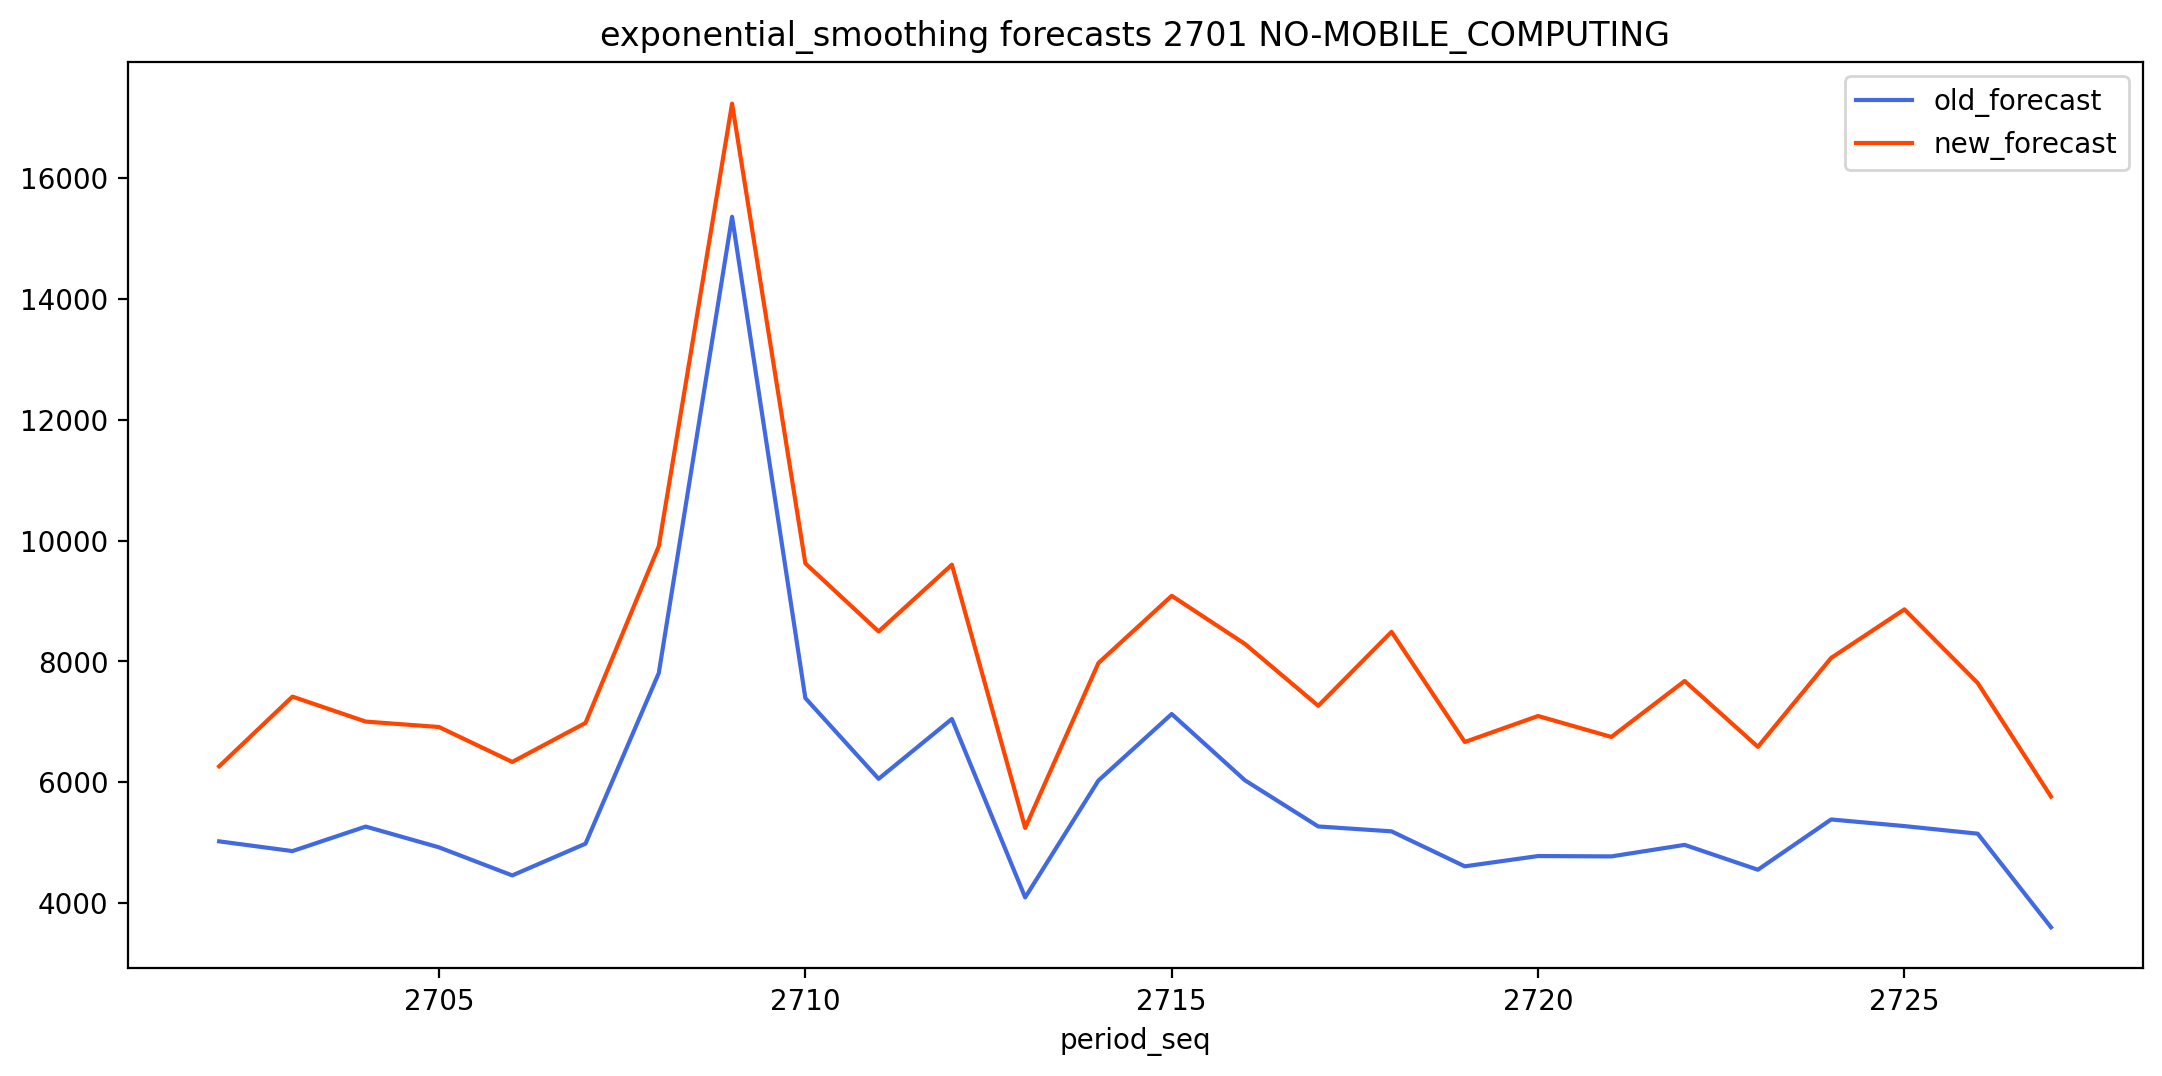 exponential_smoothing forecasts 2701 NO-MOBILE_COMPUTING
old_forecast
new_forecast
16000
14000
12000
10000
8000
6000
4000
2705 2710 2715 2720 2725
period_seq